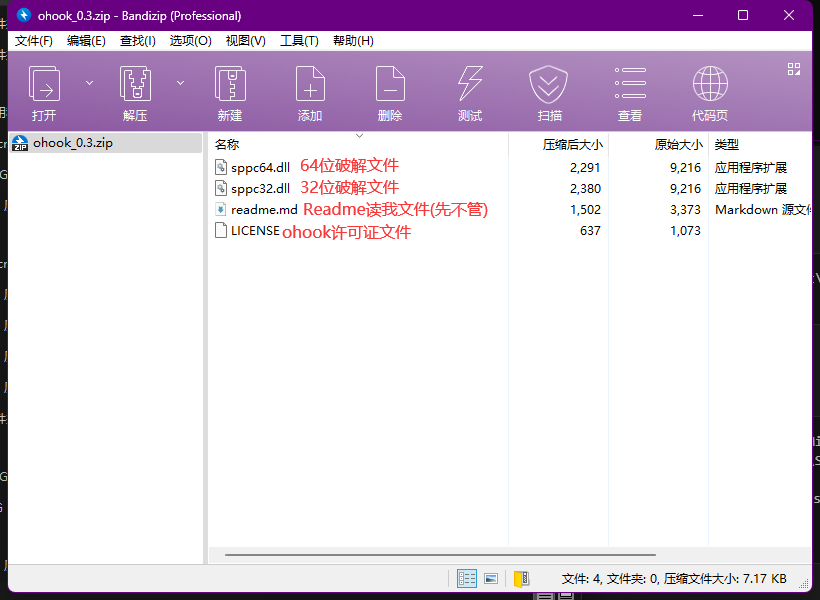 ohook_0.3.zip - Bandizip (Professional)
文件(F) 编辑(E) 查找(I) 选项(O) 视图(V) 工具(T) 帮助(H)
打开 解压 新建 添加 删除 测试 扫描 查看 代码页
ohook_0.3.zip
名称 压缩后大小 原始大小 类型
sppc64.dll 64位破解文件 2,291 9,216 应用程序扩展
sppc32.dll 32位破解文件 2,380 9,216 应用程序扩展
readme.md Readme读我文件(先不管) 1,502 3,373 Markdown 源文
LICENSE ohook许可证文件 637 1,073
文件: 4, 文件夹: 0, 压缩文件大小: 7.17 KB